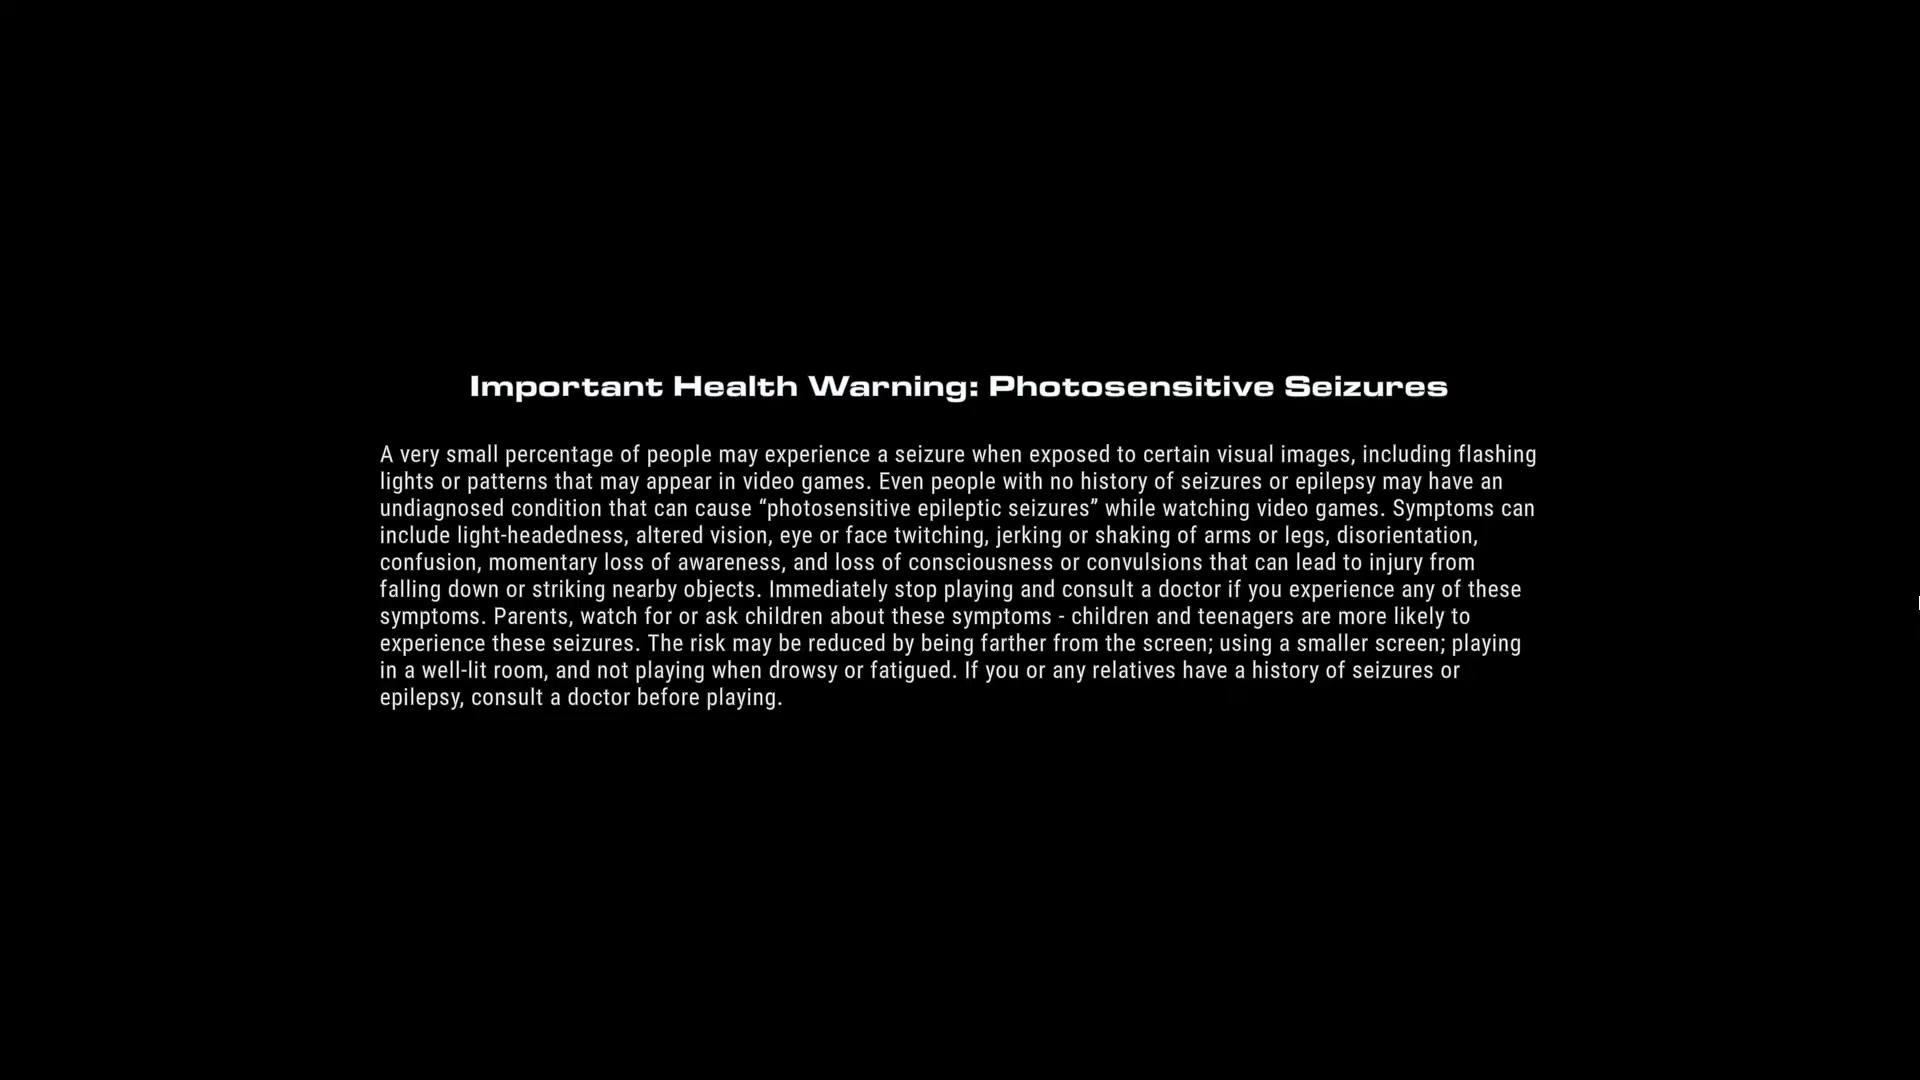 Important Health Warning: Photosensitive Seizures
A very small percentage of people may experience a seizure when exposed to certain visual images, including flashing
lights or patterns that may appear in video games. Even people with no history of seizures or epilepsy may have an
undiagnosed condition that can cause “photosensitive epileptic seizures” while watching video games. Symptoms can
include light-headedness, altered vision, eye or face twitching, jerking or shaking of arms or legs, disorientation,
confusion, momentary loss of awareness, and loss of consciousness or convulsions that can lead to injury from
falling down or striking nearby objects. Immediately stop playing and consult a doctor if you experience any of these
symptoms. Parents, watch for or ask children about these symptoms - children and teenagers are more likely to
experience these seizures. The risk may be reduced by being farther from the screen; using a smaller screen; playing
in a well-lit room, and not playing when drowsy or fatigued. If you or any relatives have a history of seizures or
epilepsy, consult a doctor before playing.